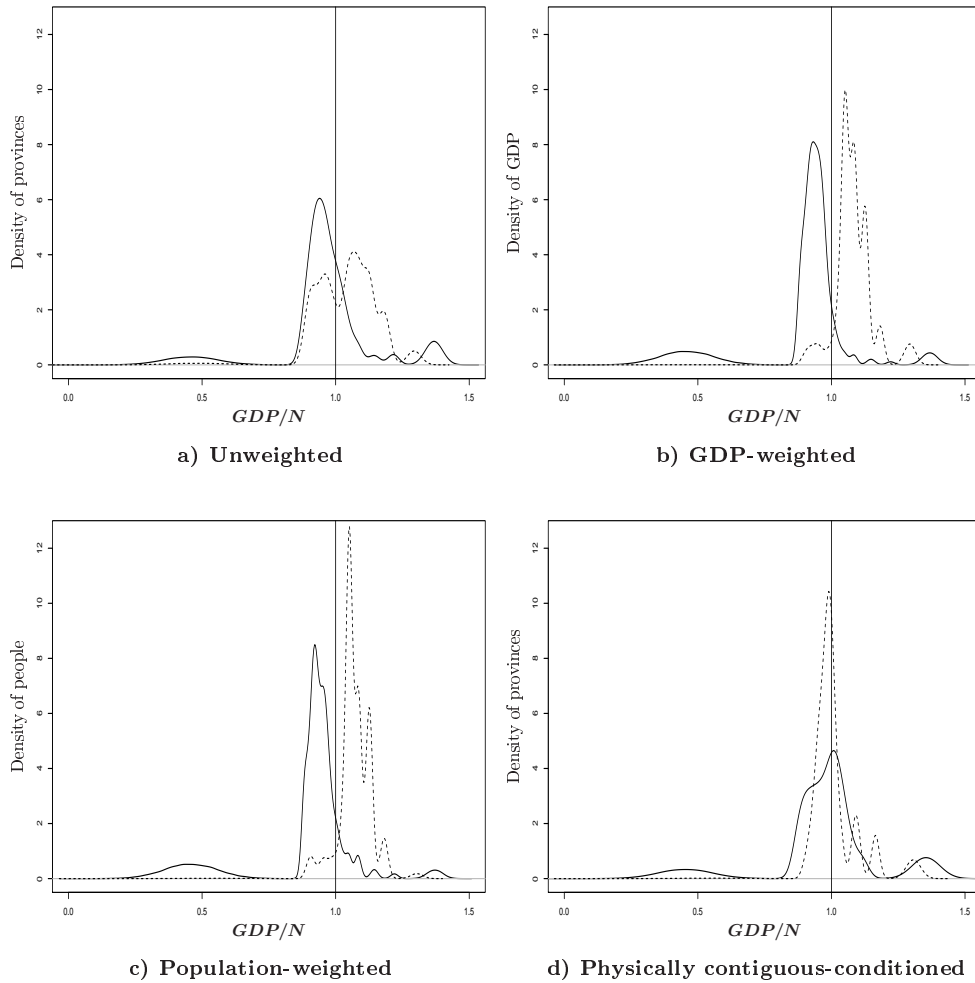 Density of provinces
0 2 4 6 8 10 12
0.0 0.5 1.0 1.5
GDP/N
a) Unweighted
Density of GDP
0 2 4 6 8 10 12
0.0 0.5 1.0 1.5
GDP/N
b) GDP-weighted
Density of people
0 2 4 6 8 10 12
0.0 0.5 1.0 1.5
GDP/N
c) Population-weighted
Density of provinces
0 2 4 6 8 10 12
0.0 0.5 1.0 1.5
GDP/N
d) Physically contiguous-conditioned